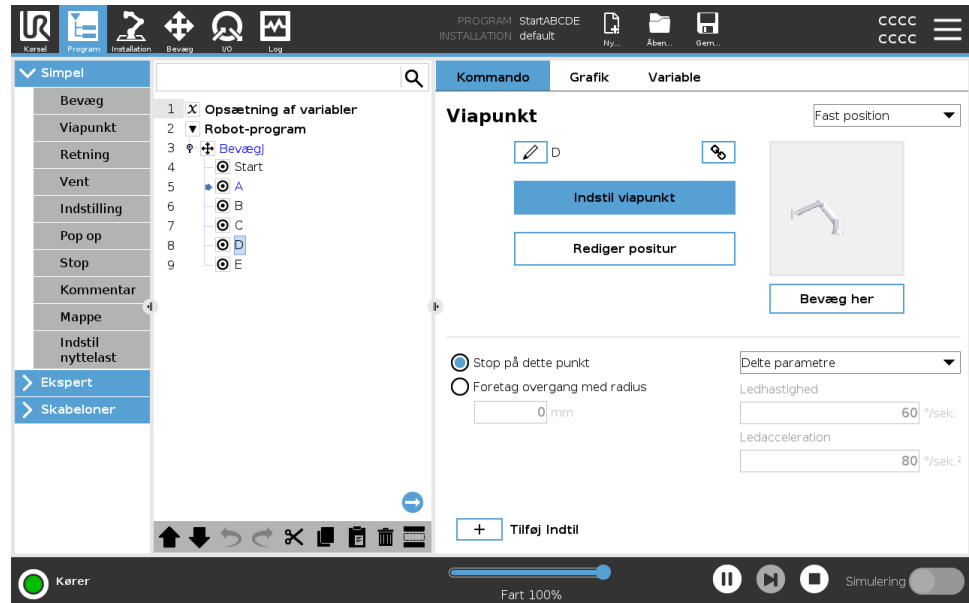 UR
PROGRAM StartABCDE
INSTALLATION default
Kørsel Program Installation Bevæg I/O Log
Ny... Åben... Gem...
CCCC
CCCC
Simpel
Bevæg
Viapunkt
Retning
Vent
Indstilling
Pop op
Stop
Kommentar
Mappe
Indstil
nyttelast
Ekspert
Skabeloner
1 X Opsætning af variabler
2 Robot-program
3 BevægJ
4 Start
5 A
6 B
7 C
8 D
9 E
Kommando Grafik Variable
Viapunkt
Fast position
D
Indstil viapunkt
Rediger positur
Bevæg her
Stop på dette punkt
Foretag overgang med radius
0 mm
Delte parametre
Ledhastighed
60 °/sek.
Ledacceleration
80 °/sek.²
+ Tilføj Indtil
Kører
Fart 100%
Simulering